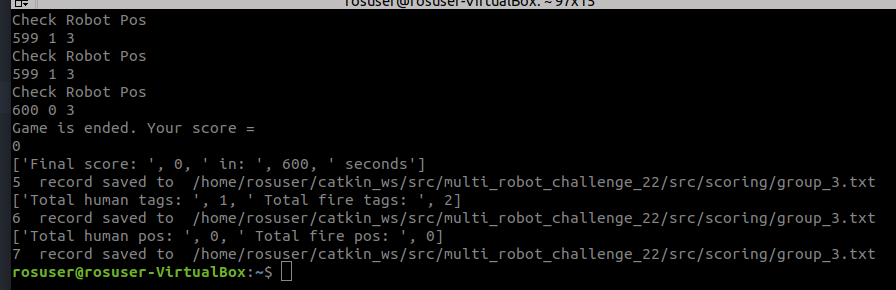 rosuser@rosuser-VirtualBox: ~ 97x15
Check Robot Pos
599 1 3
Check Robot Pos
599 1 3
Check Robot Pos
600 0 3
Game is ended. Your score =
0
['Final score: ', 0, ' in: ', 600, ' seconds']
5  record saved to  /home/rosuser/catkin_ws/src/multi_robot_challenge_22/src/scoring/group_3.txt
['Total human tags: ', 1, ' Total fire tags: ', 2]
6  record saved to  /home/rosuser/catkin_ws/src/multi_robot_challenge_22/src/scoring/group_3.txt
['Total human pos: ', 0, ' Total fire pos: ', 0]
7  record saved to  /home/rosuser/catkin_ws/src/multi_robot_challenge_22/src/scoring/group_3.txt
rosuser@rosuser-VirtualBox:~$